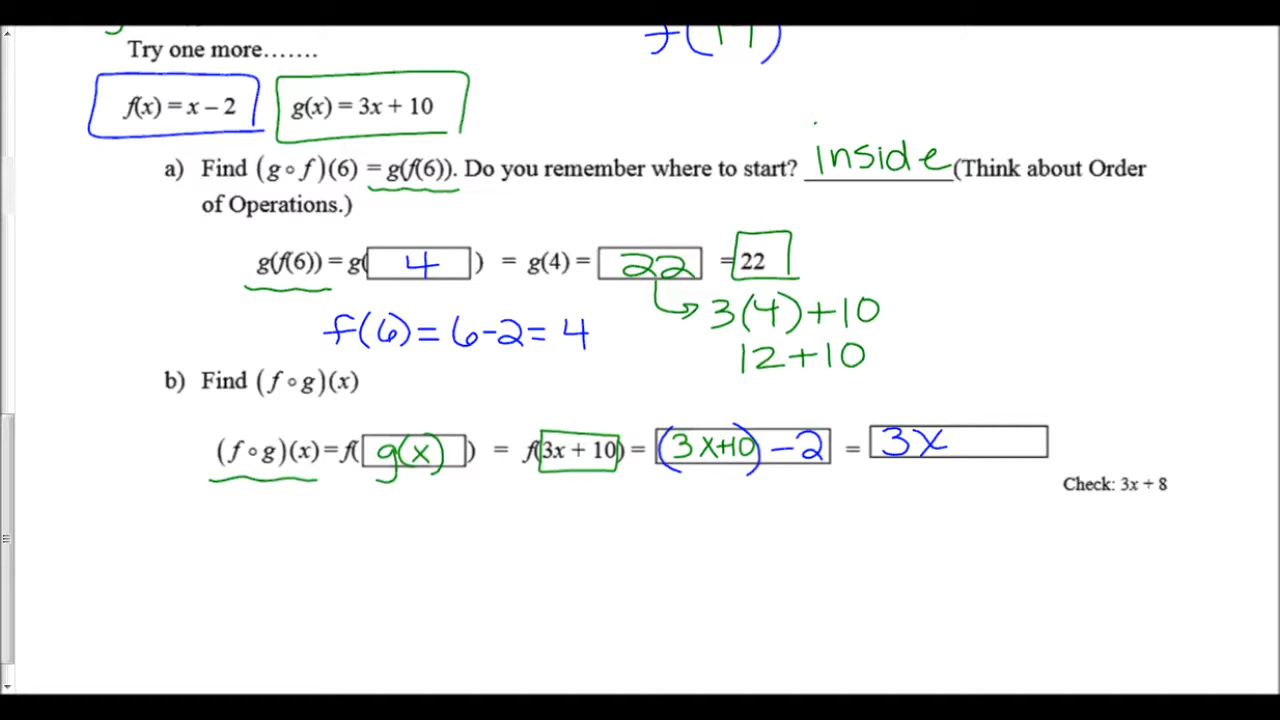 f(17)
Try one more…….
f(x) = x – 2 g(x) = 3x + 10
a) Find (g∘f)(6) = g(f(6)). Do you remember where to start? inside (Think about Order
of Operations.)
g(f(6)) = g( 4 ) = g(4) = 22 = 22
3(4)+10
f(6) = 6-2 = 4
12+10
b) Find (f∘g)(x)
(f∘g)(x) = f( g(x) ) = f(3x + 10) = (3x+10) - 2 = 3x
Check: 3x + 8